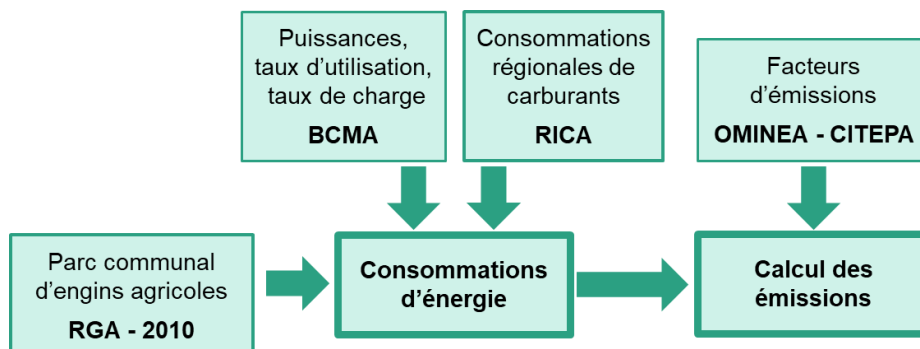 Puissances,
taux d'utilisation,
taux de charge
BCMA
Consommations
régionales de
carburants
RICA
Facteurs
d'émissions
OMINEA - CITEPA
Parc communal
d'engins agricoles
RGA - 2010
Consommations
d'énergie
Calcul des
émissions